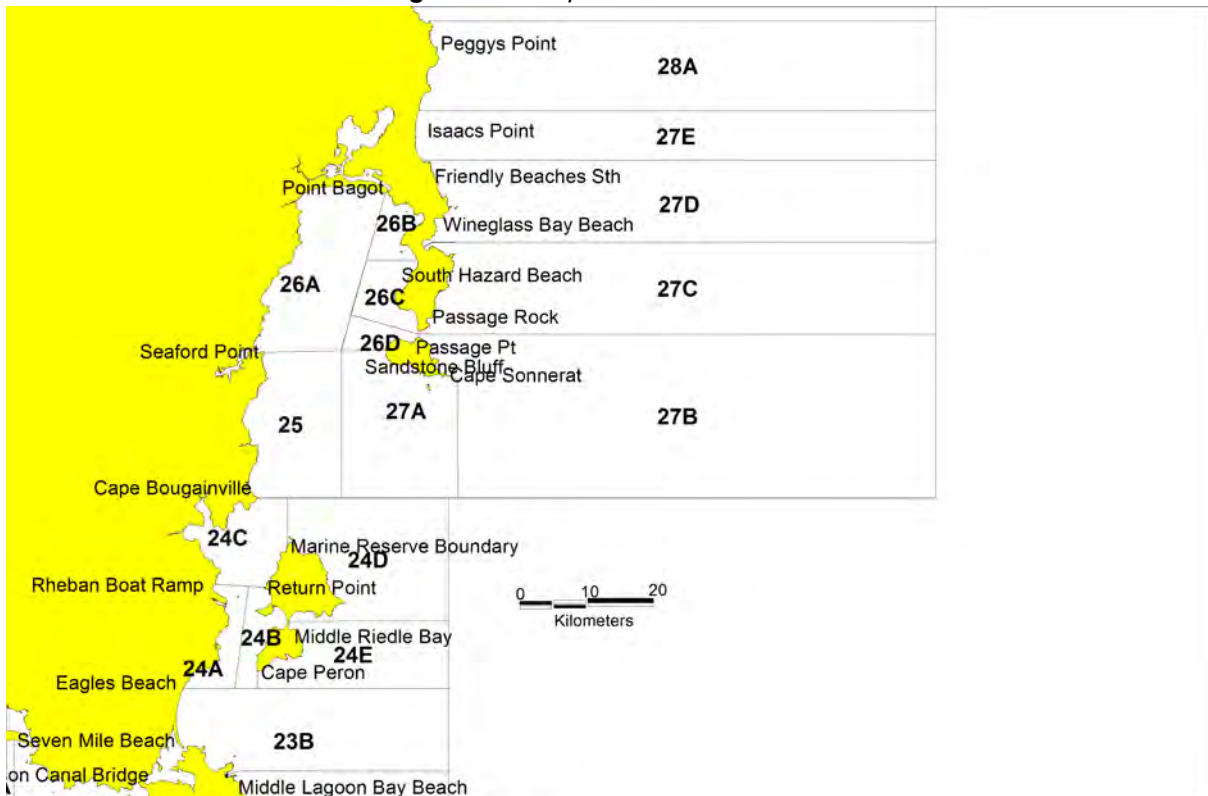 Peggys Point
28A
Isaacs Point
27E
Friendly Beaches Sth
Point Bagot
27D
26B
Wineglass Bay Beach
26A
South Hazard Beach
27C
26C
Passage Rock
26D
Passage Pt
Seaford Point
Sandstone Bluff
Cape Sonnerat
27A
27B
25
Cape Bougainville
24C
Marine Reserve Boundary
24D
Rheban Boat Ramp
Return Point
0 10 20
Kilometers
24B
Middle Riedle Bay
24E
24A
Cape Peron
Eagles Beach
Seven Mile Beach
23B
on Canal Bridge
Middle Lagoon Bay Beach